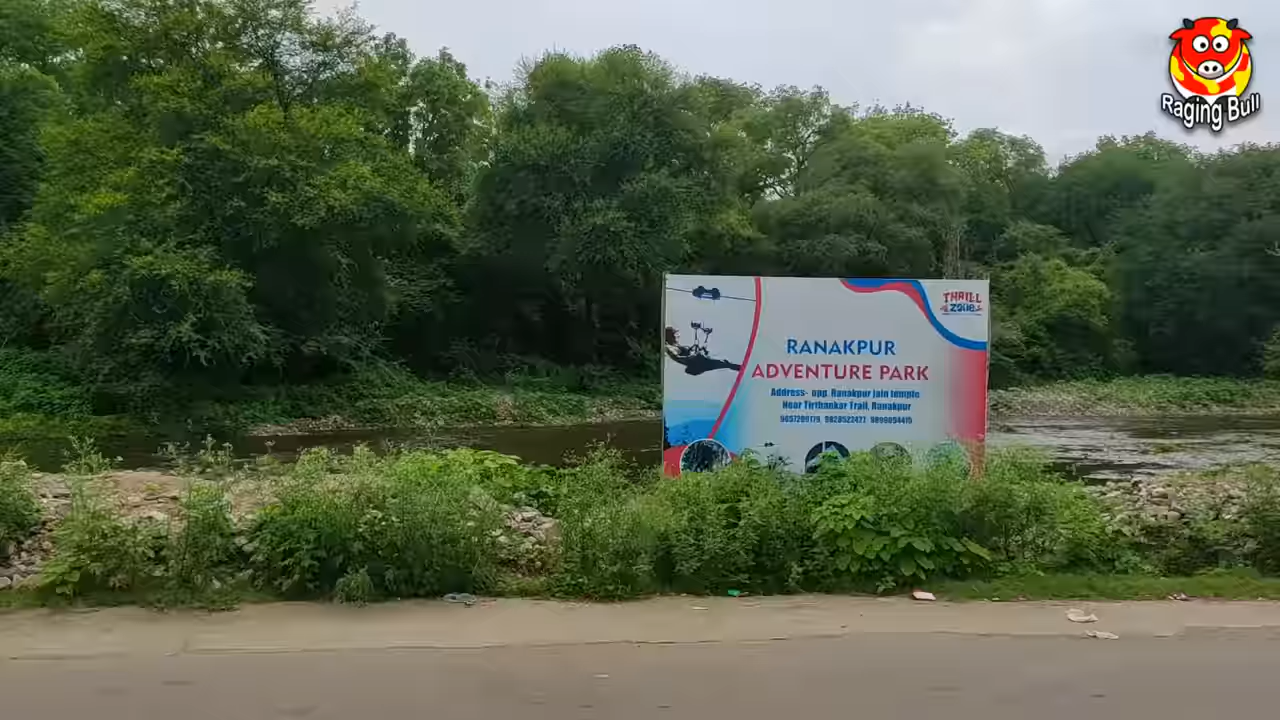 Raging Bull
THRILL
ZONE
RANAKPUR
ADVENTURE PARK
Address- opp. Ranakpur jain temple
Near Tirthankar Trail, Ranakpur